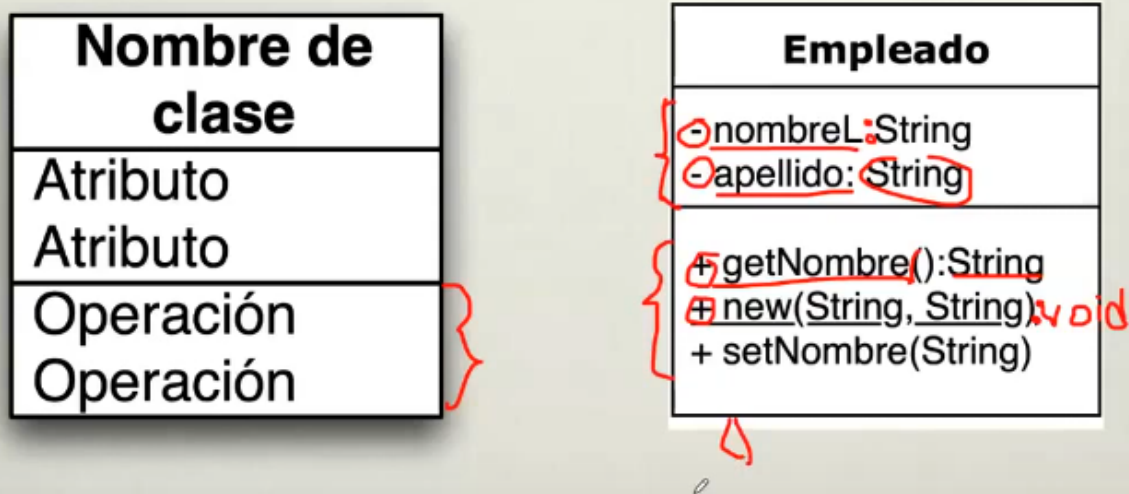 Nombre de
clase
Atributo
Atributo
Operación
Operación
Empleado
- nombreL:String
- apellido: String
+ getNombre():String
+ new(String, String):void
+ setNombre(String)